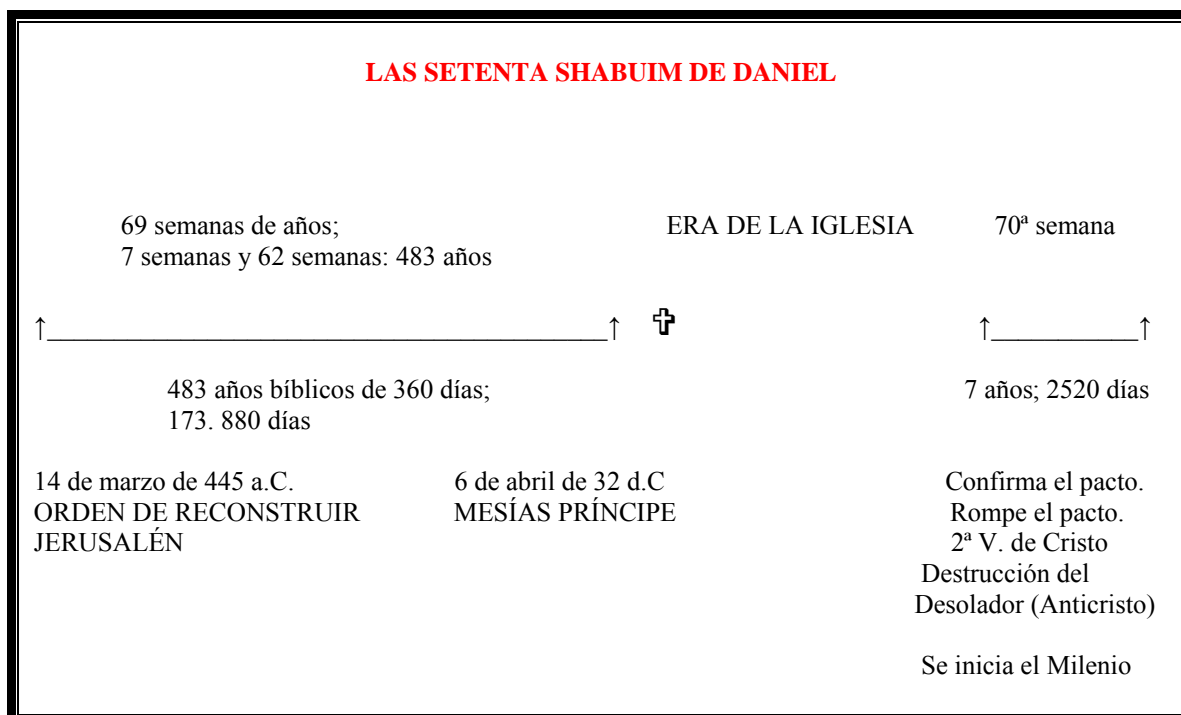 LAS SETENTA SHABUIM DE DANIEL
69 semanas de años; ERA DE LA IGLESIA 70ª semana
7 semanas y 62 semanas: 483 años
↑__________________________________________↑ ✞ ↑___________↑
483 años bíblicos de 360 días; 7 años; 2520 días
173. 880 días
14 de marzo de 445 a.C. 6 de abril de 32 d.C Confirma el pacto.
ORDEN DE RECONSTRUIR MESÍAS PRÍNCIPE Rompe el pacto.
JERUSALÉN 2ª V. de Cristo
Destrucción del
Desolador (Anticristo)
Se inicia el Milenio